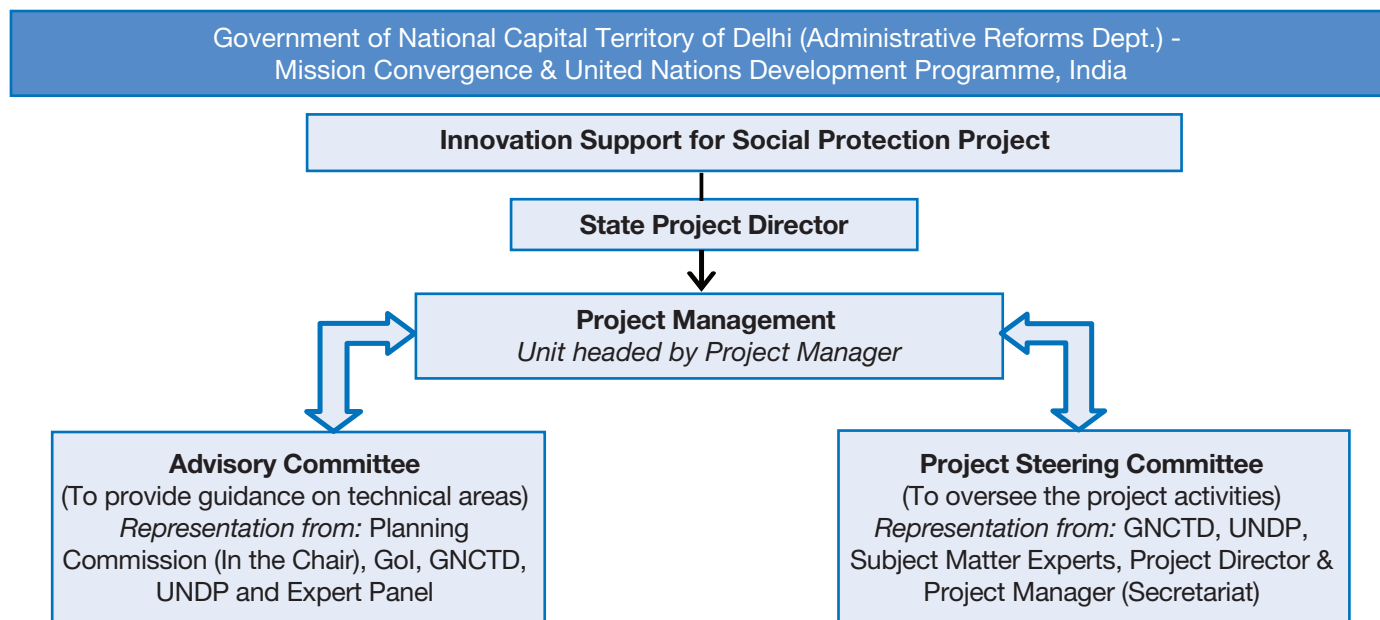 Government of National Capital Territory of Delhi (Administrative Reforms Dept.) -
Mission Convergence & United Nations Development Programme, India
Innovation Support for Social Protection Project
State Project Director
Project Management
Unit headed by Project Manager
Advisory Committee
(To provide guidance on technical areas)
Representation from: Planning
Commission (In the Chair), GoI, GNCTD,
UNDP and Expert Panel
Project Steering Committee
(To oversee the project activities)
Representation from: GNCTD, UNDP,
Subject Matter Experts, Project Director &
Project Manager (Secretariat)